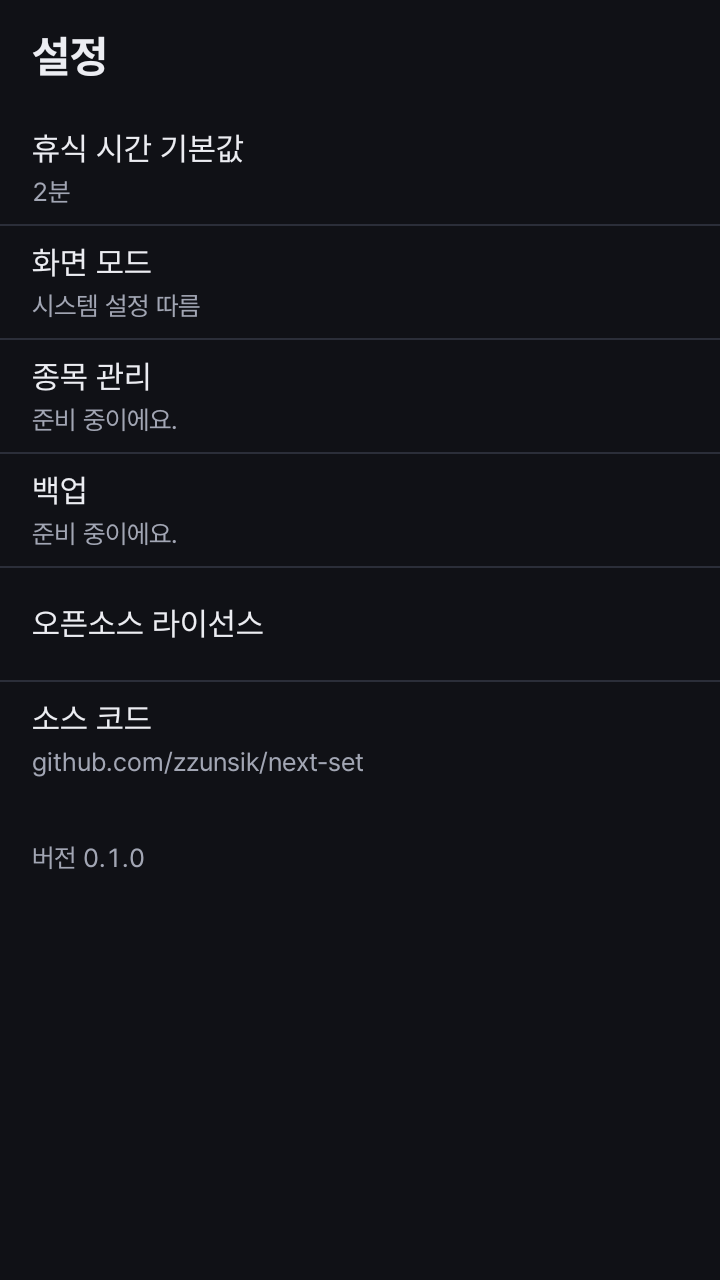 설정
휴식 시간 기본값
2분
화면 모드
시스템 설정 따름
종목 관리
준비 중이에요.
백업
준비 중이에요.
오픈소스 라이선스
소스 코드
github.com/zzunsik/next-set
버전 0.1.0